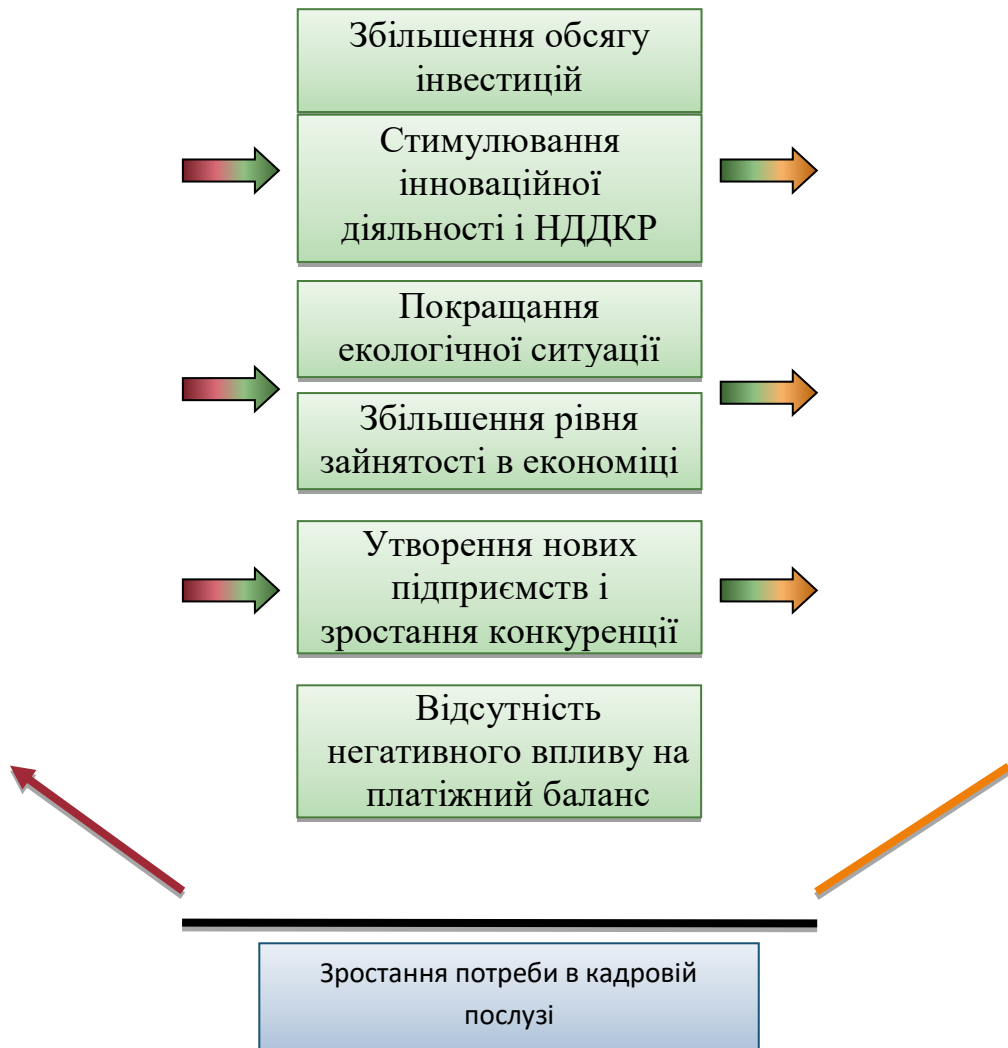 Збільшення обсягу
інвестицій
Стимулювання
інноваційної
діяльності і НДДКР
Покращання
екологічної ситуації
Збільшення рівня
зайнятості в економіці
Утворення нових
підприємств і
зростання конкуренції
Відсутність
негативного впливу на
платіжний баланс
Зростання потреби в кадровій
послузі